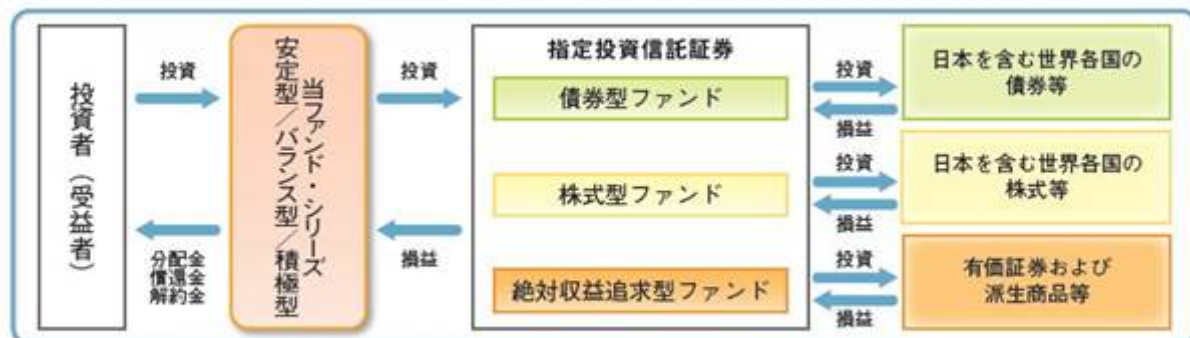 投資者（受益者）
投資
分配金
償還金
解約金
当ファンド・シリーズ
安定型／バランス型／積極型
投資
損益
指定投資信託証券
債券型ファンド
株式型ファンド
絶対収益追求型ファンド
投資
損益
投資
損益
投資
損益
日本を含む世界各国の
債券等
日本を含む世界各国の
株式等
有価証券および
派生商品等